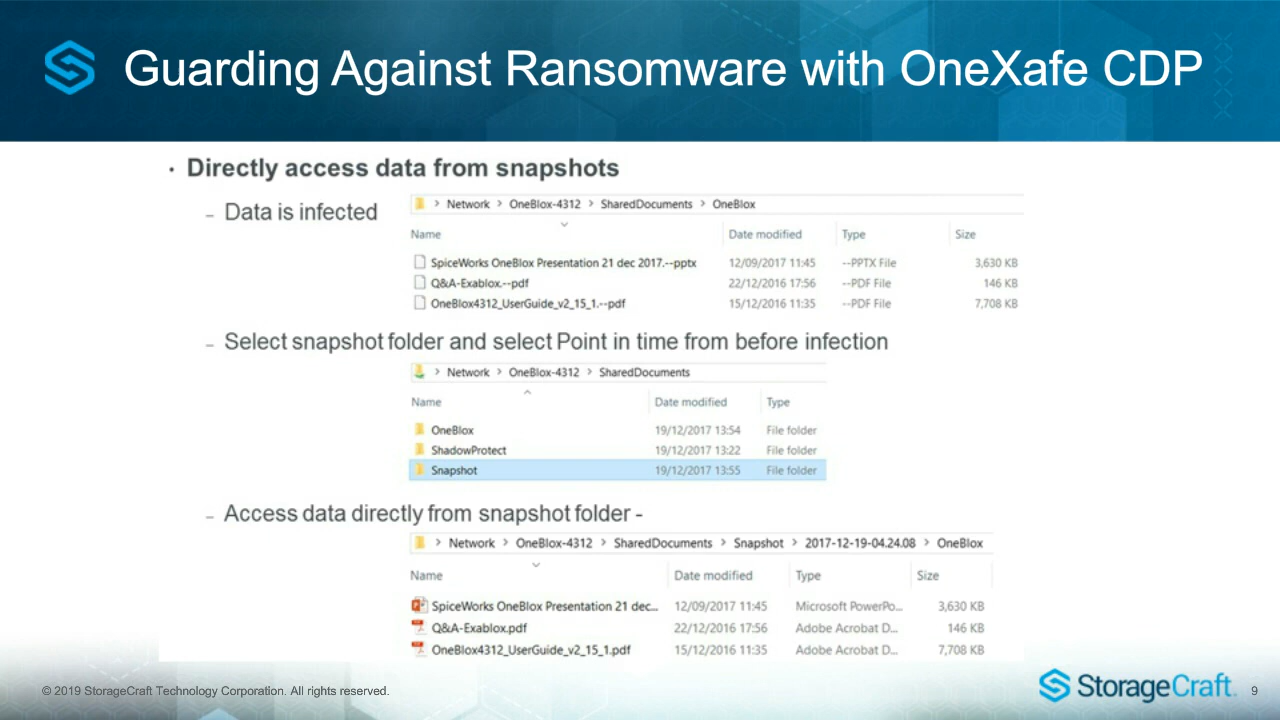 Guarding Against Ransomware with OneXafe CDP
• Directly access data from snapshots
– Data is infected
> Network > OneBlox-4312 > SharedDocuments > OneBlox
Name Date modified Type Size
SpiceWorks OneBlox Presentation 21 dec 2017.--pptx 12/09/2017 11:45 --PPTX File 3,630 KB
Q&A-Exablox.--pdf 22/12/2016 17:56 --PDF File 146 KB
OneBlox4312_UserGuide_v2_15_1.--pdf 15/12/2016 11:35 --PDF File 7,708 KB
– Select snapshot folder and select Point in time from before infection
> Network > OneBlox-4312 > SharedDocuments
Name Date modified Type
OneBlox 19/12/2017 13:54 File folder
ShadowProtect 19/12/2017 13:22 File folder
Snapshot 19/12/2017 13:55 File folder
– Access data directly from snapshot folder -
> Network > OneBlox-4312 > SharedDocuments > Snapshot > 2017-12-19-04.24.08 > OneBlox
Name Date modified Type Size
SpiceWorks OneBlox Presentation 21 dec... 12/09/2017 11:45 Microsoft PowerPo... 3,630 KB
Q&A-Exablox.pdf 22/12/2016 17:56 Adobe Acrobat D... 146 KB
OneBlox4312_UserGuide_v2_15_1.pdf 15/12/2016 11:35 Adobe Acrobat D... 7,708 KB
© 2019 StorageCraft Technology Corporation. All rights reserved.
StorageCraft
9